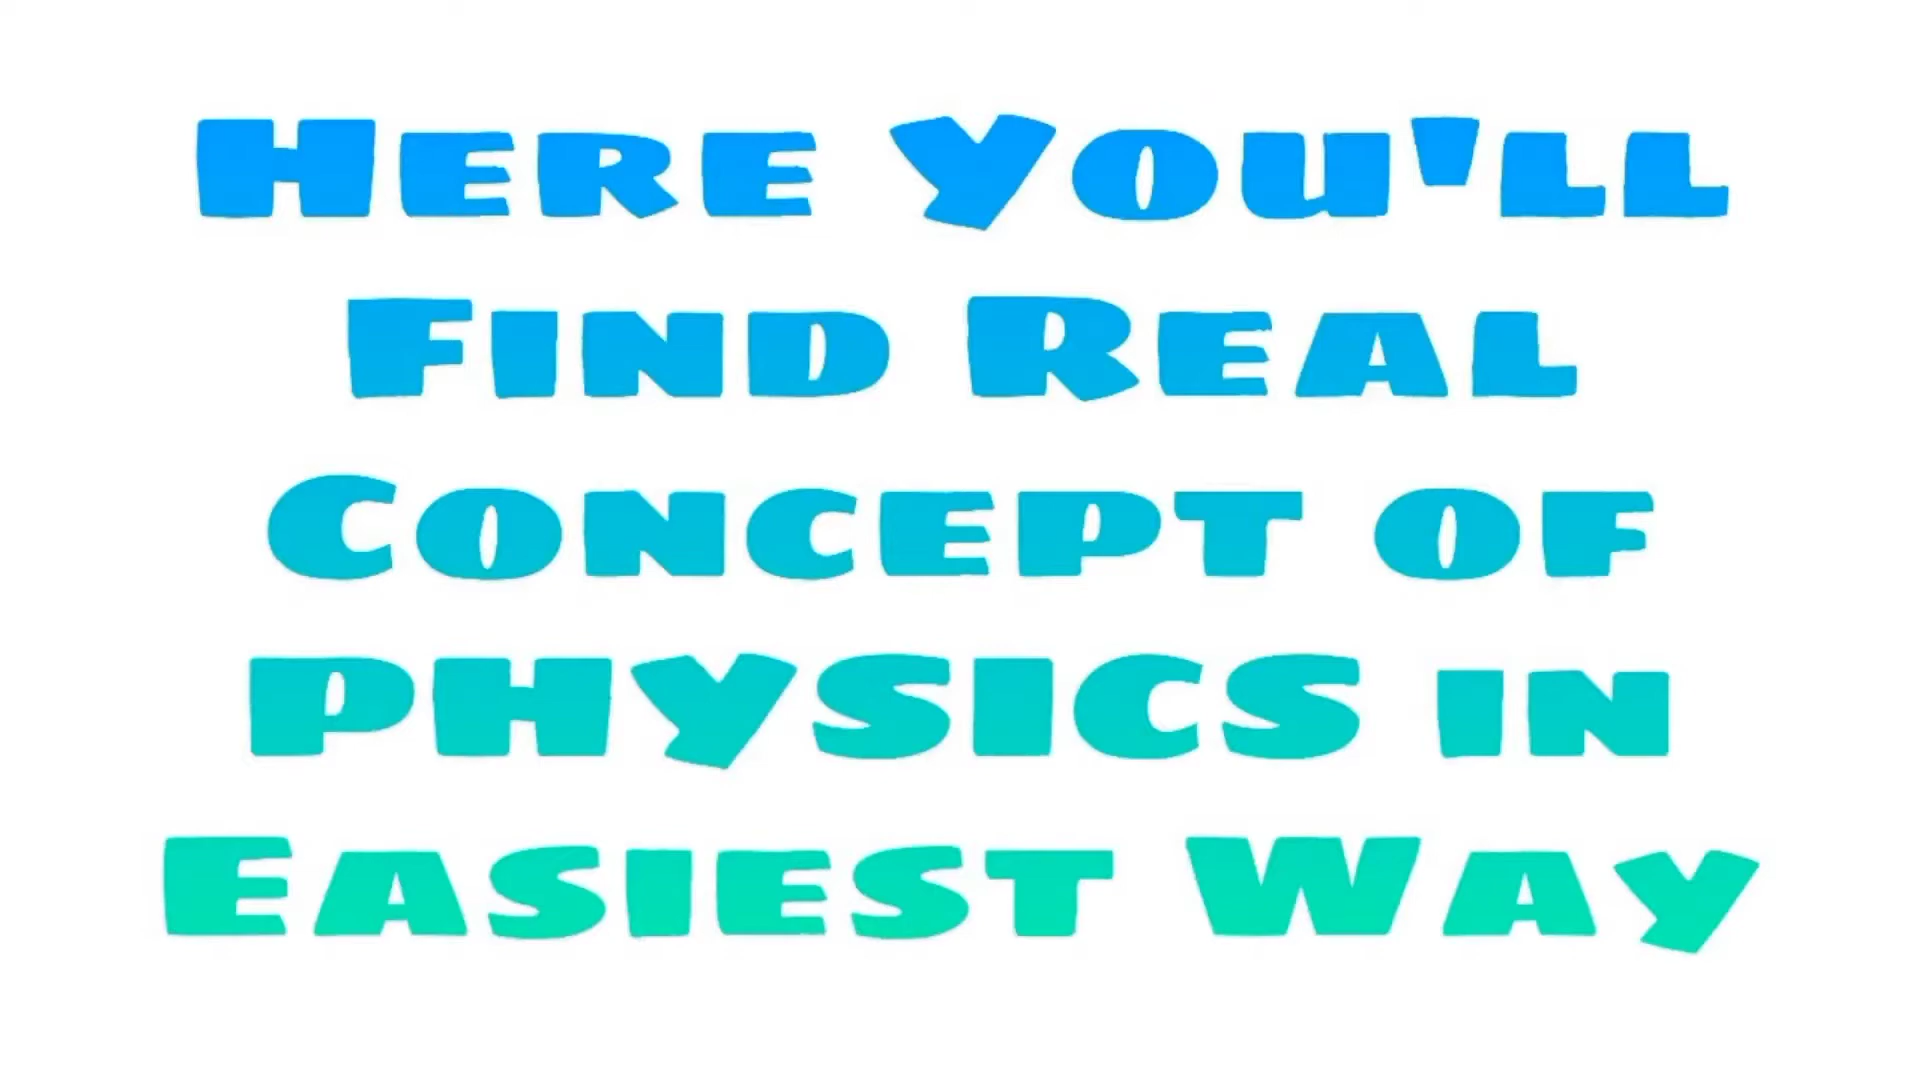 Here You'll
Find Real
Concept of
PHYSICS in
Easiest Way